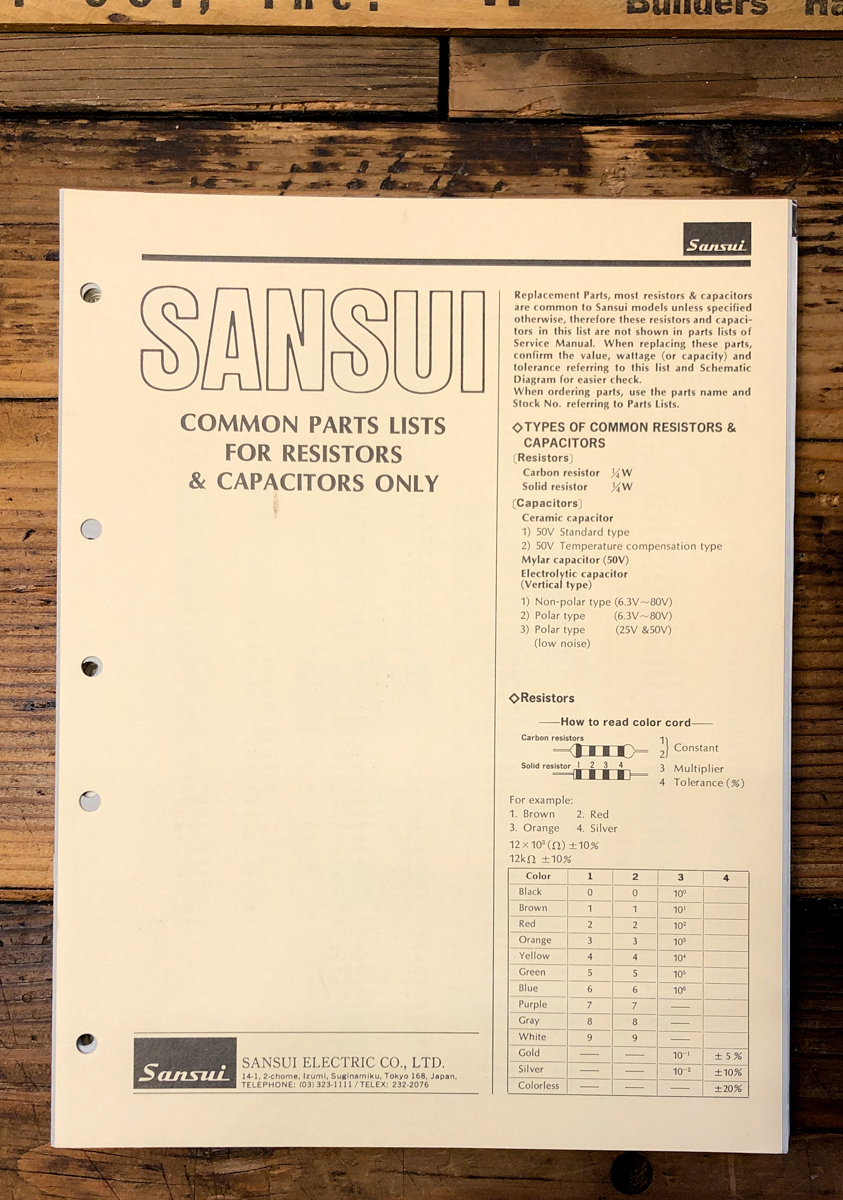 Inc.
Builders Ha
Sansui
SANSUI
COMMON PARTS LISTS
FOR RESISTORS
& CAPACITORS ONLY
Replacement Parts, most resistors & capacitors
are common to Sansui models unless specified
otherwise, therefore these resistors and capaci-
tors in this list are not shown in parts lists of
Service Manual. When replacing these parts,
confirm the value, wattage (or capacity) and
tolerance referring to this list and Schematic
Diagram for easier check.
When ordering parts, use the parts name and
Stock No. referring to Parts Lists.
◇TYPES OF COMMON RESISTORS &
CAPACITORS
[Resistors]
Carbon resistor ¼W
Solid resistor ¼W
[Capacitors]
Ceramic capacitor
1) 50V Standard type
2) 50V Temperature compensation type
Mylar capacitor (50V)
Electrolytic capacitor
(Vertical type)
1) Non-polar type (6.3V~80V)
2) Polar type (6.3V~80V)
3) Polar type (25V &50V)
(low noise)
◇Resistors
How to read color cord
Carbon resistors
Solid resistor 1 2 3 4
1} Constant
2}
3 Multiplier
4 Tolerance (%)
For example:
1. Brown 2. Red
3. Orange 4. Silver
12×10³(Ω) ±10%
12kΩ ±10%
Color 1 2 3 4
Black 0 0 10⁰
Brown 1 1 10¹
Red 2 2 10²
Orange 3 3 10³
Yellow 4 4 10⁴
Green 5 5 10⁵
Blue 6 6 10⁶
Purple 7 7 —
Gray 8 8 —
White 9 9 —
Gold — — 10⁻¹ ± 5 %
Silver — — 10⁻² ±10%
Colorless — — — ±20%
Sansui
SANSUI ELECTRIC CO., LTD.
14-1, 2-chome, Izumi, Suginamiku, Tokyo 168, Japan.
TELEPHONE: (03) 323-1111 / TELEX: 232-2076